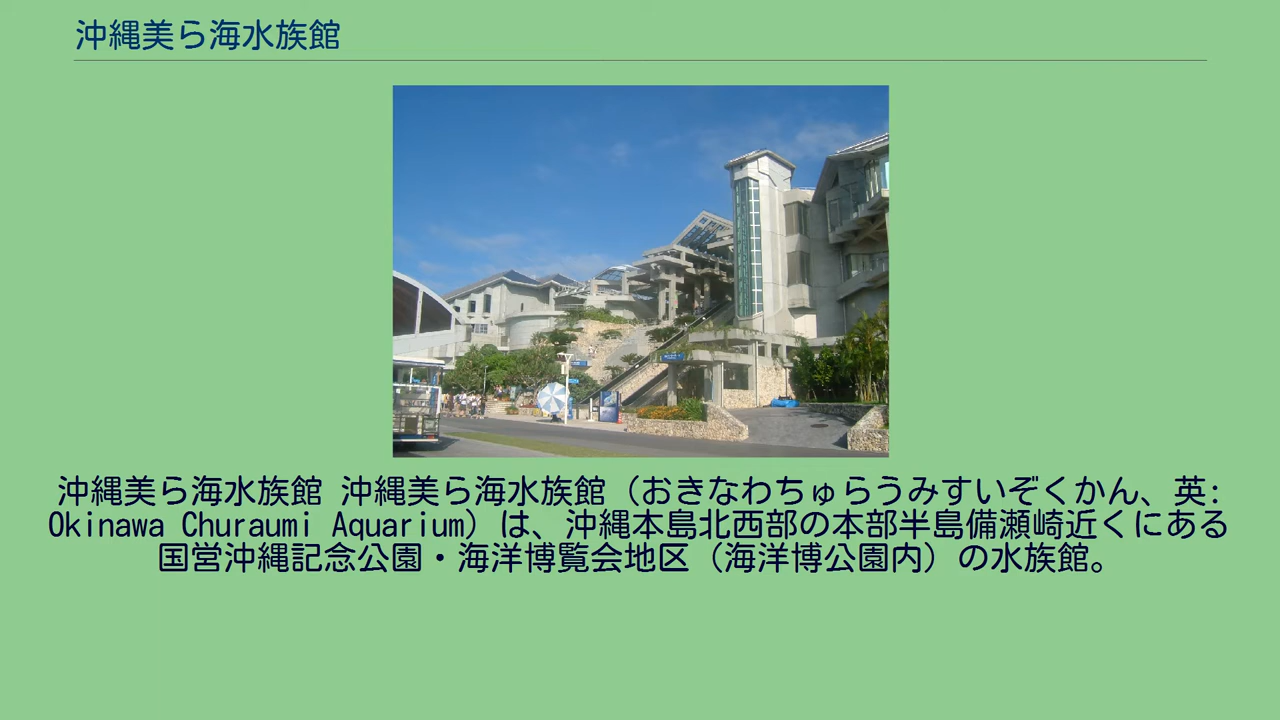 沖縄美ら海水族館
沖縄美ら海水族館 沖縄美ら海水族館（おきなわちゅらうみすいぞくかん、英:
Okinawa Churaumi Aquarium）は、沖縄本島北西部の本部半島備瀬崎近くにある
国営沖縄記念公園・海洋博覧会地区（海洋博公園内）の水族館。